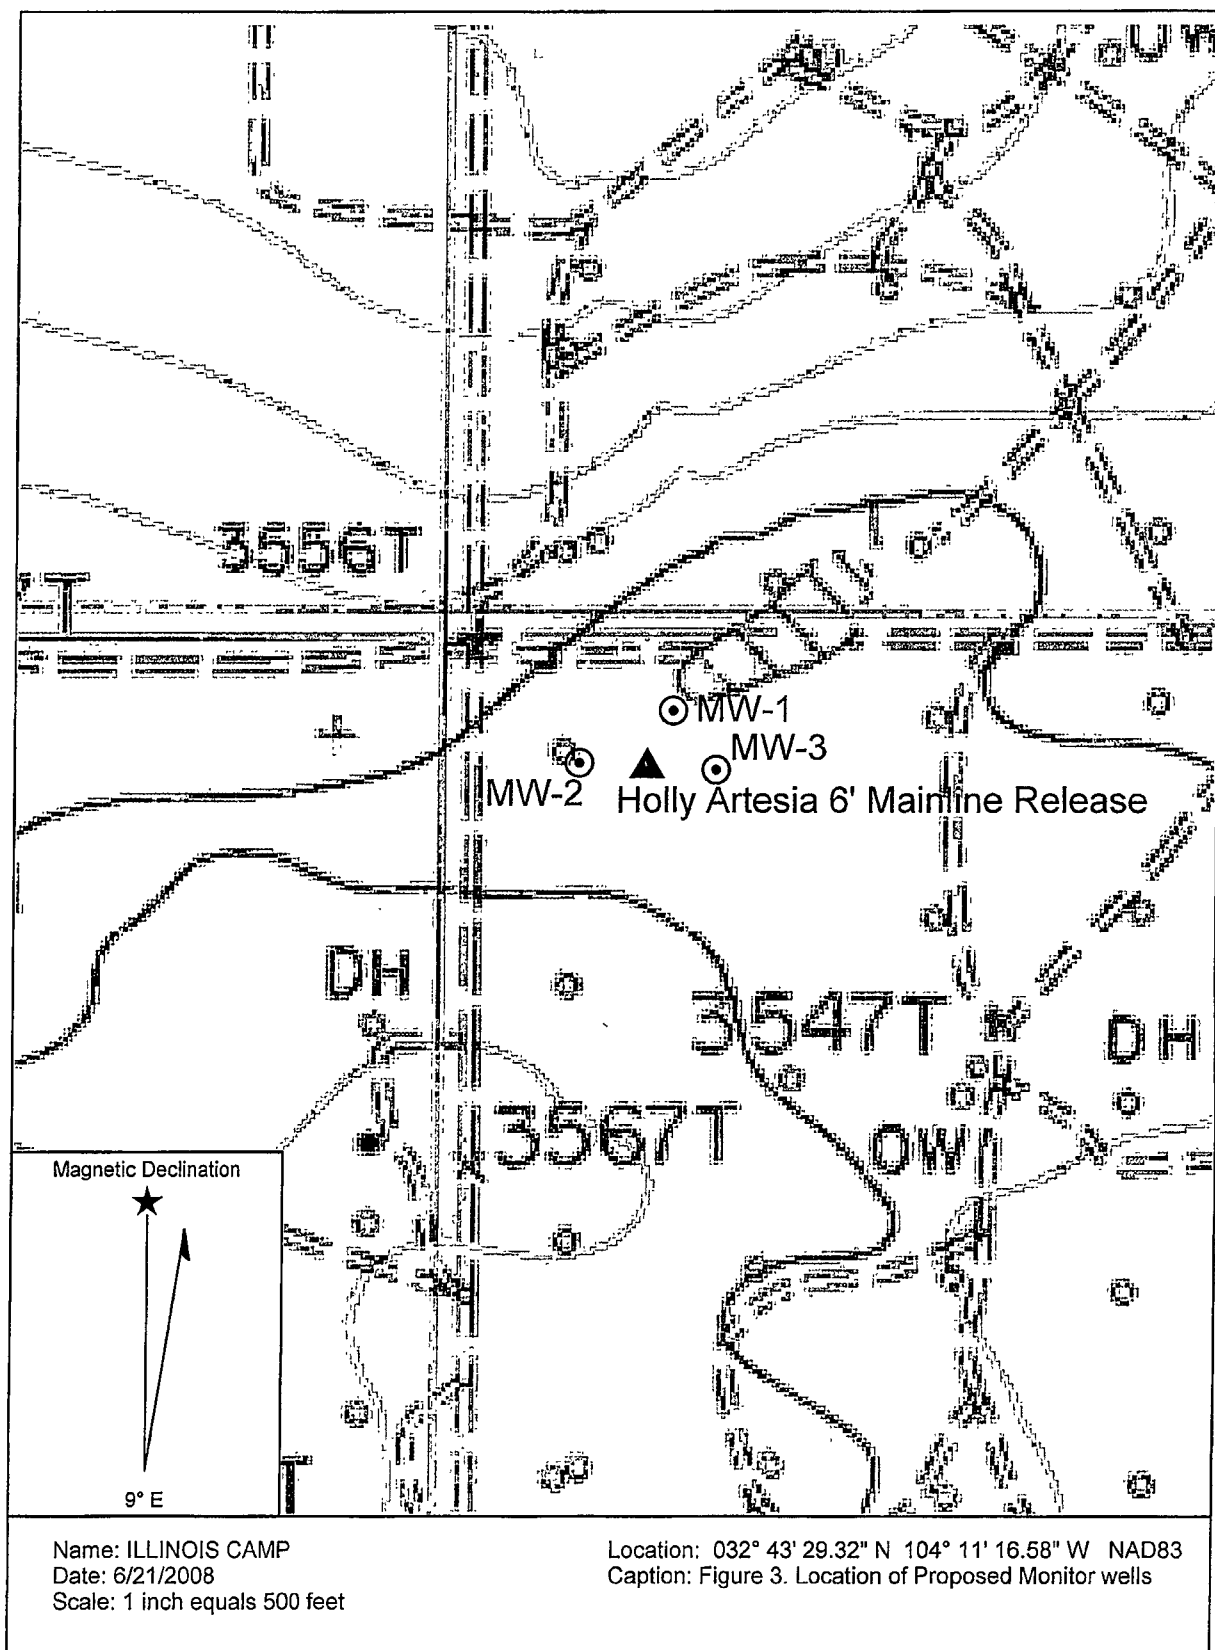 3556T
T
MW-1
MW-3
MW-2
Holly Artesia 6' Mainline Release
DH
3547T
DH
3567T
OW
Magnetic Declination
9° E
T
Name: ILLINOIS CAMP
Date: 6/21/2008
Scale: 1 inch equals 500 feet
Location: 032° 43' 29.32" N 104° 11' 16.58" W NAD83
Caption: Figure 3. Location of Proposed Monitor wells